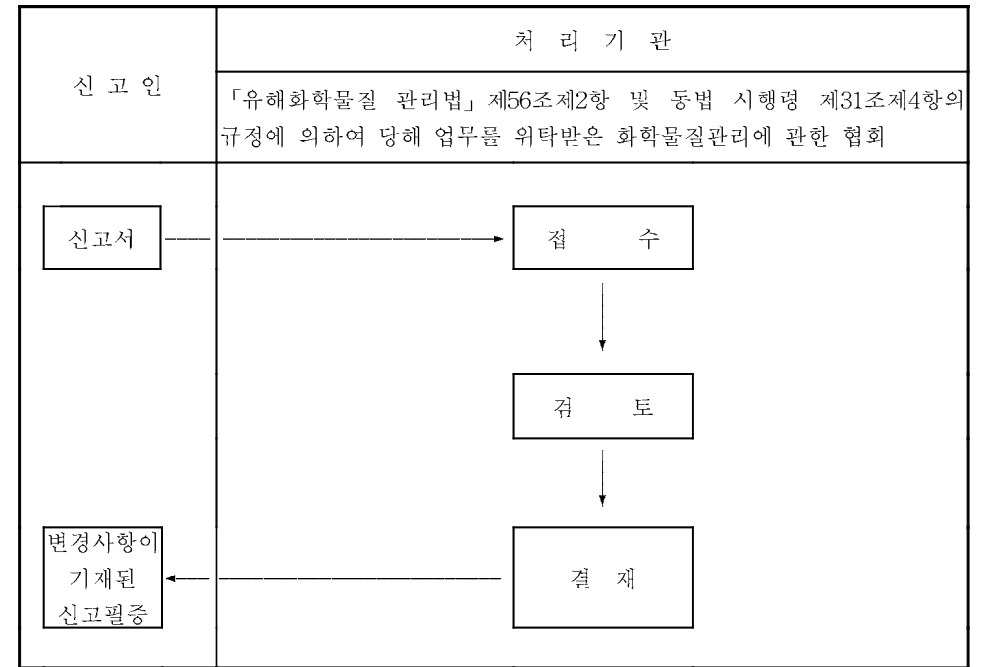 처 리 기 관
신 고 인
「유해화학물질 관리법」제56조제2항 및 동법 시행령 제31조제4항의
규정에 의하여 당해 업무를 위탁받은 화학물질관리에 관한 협회
신고서
접 수
검 토
변경사항이
기재된
신고필증
결 재